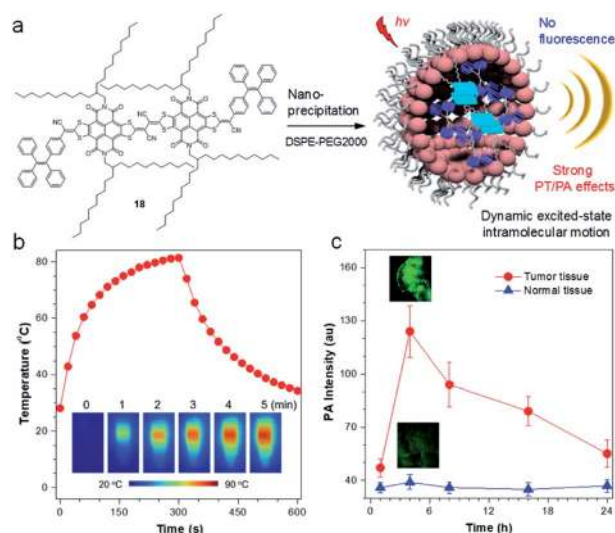 a
hv
No
fluorescence
Nano-
precipitation
DSPE-PEG2000
18
Strong
PT/PA effects
Dynamic excited-state
intramolecular motion
b
80
60
40
20
0
Temperature (°C)
0 1 2 3 4 5 (min)
20 °C 90 °C
0 150 300 450 600
Time (s)
c
160
130
100
70
40
PA Intensity (au)
Tumor tissue
Normal tissue
0 6 12 18 24
Time (h)